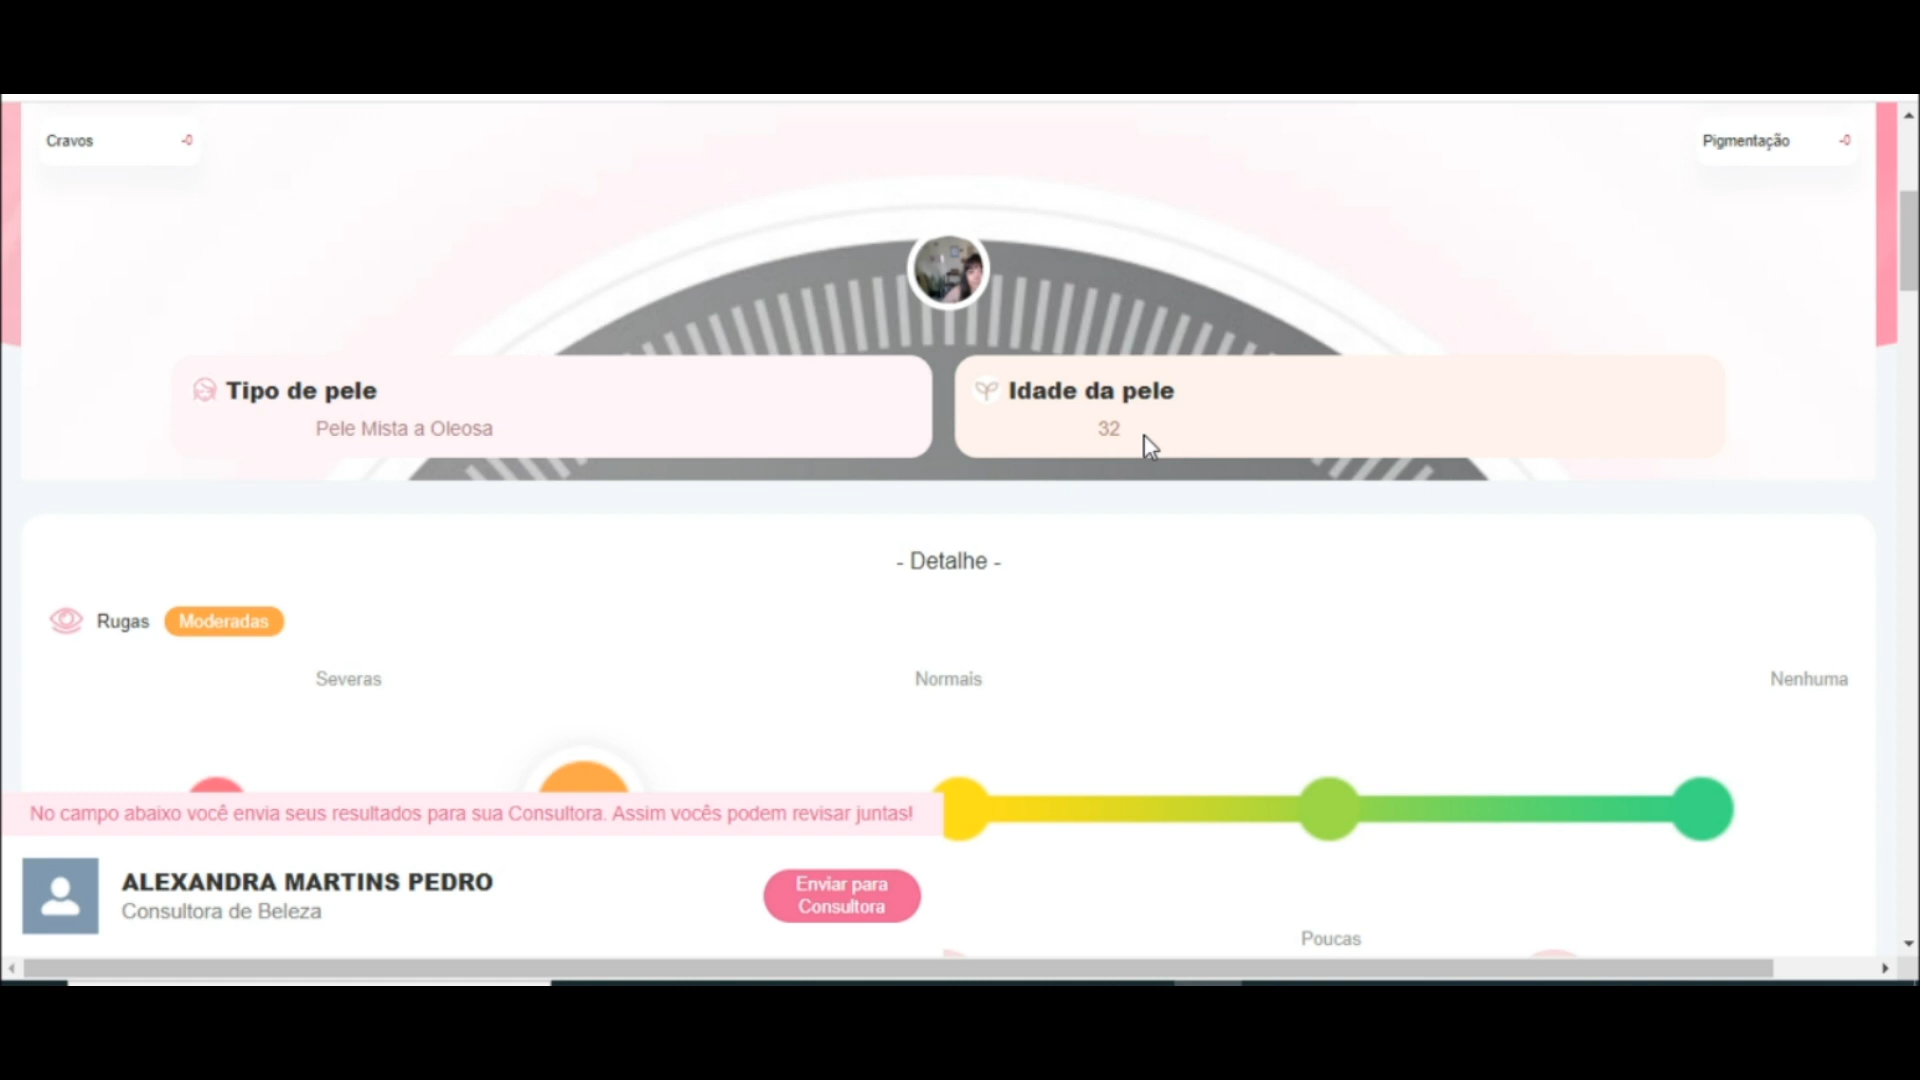 Cravos -0
Pigmentação -0
Tipo de pele
Pele Mista a Oleosa
Idade da pele
32
- Detalhe -
Rugas Moderadas
Severas Normais Nenhuma
No campo abaixo você envia seus resultados para sua Consultora. Assim vocês podem revisar juntas!
ALEXANDRA MARTINS PEDRO
Consultora de Beleza
Enviar para
Consultora
Poucas